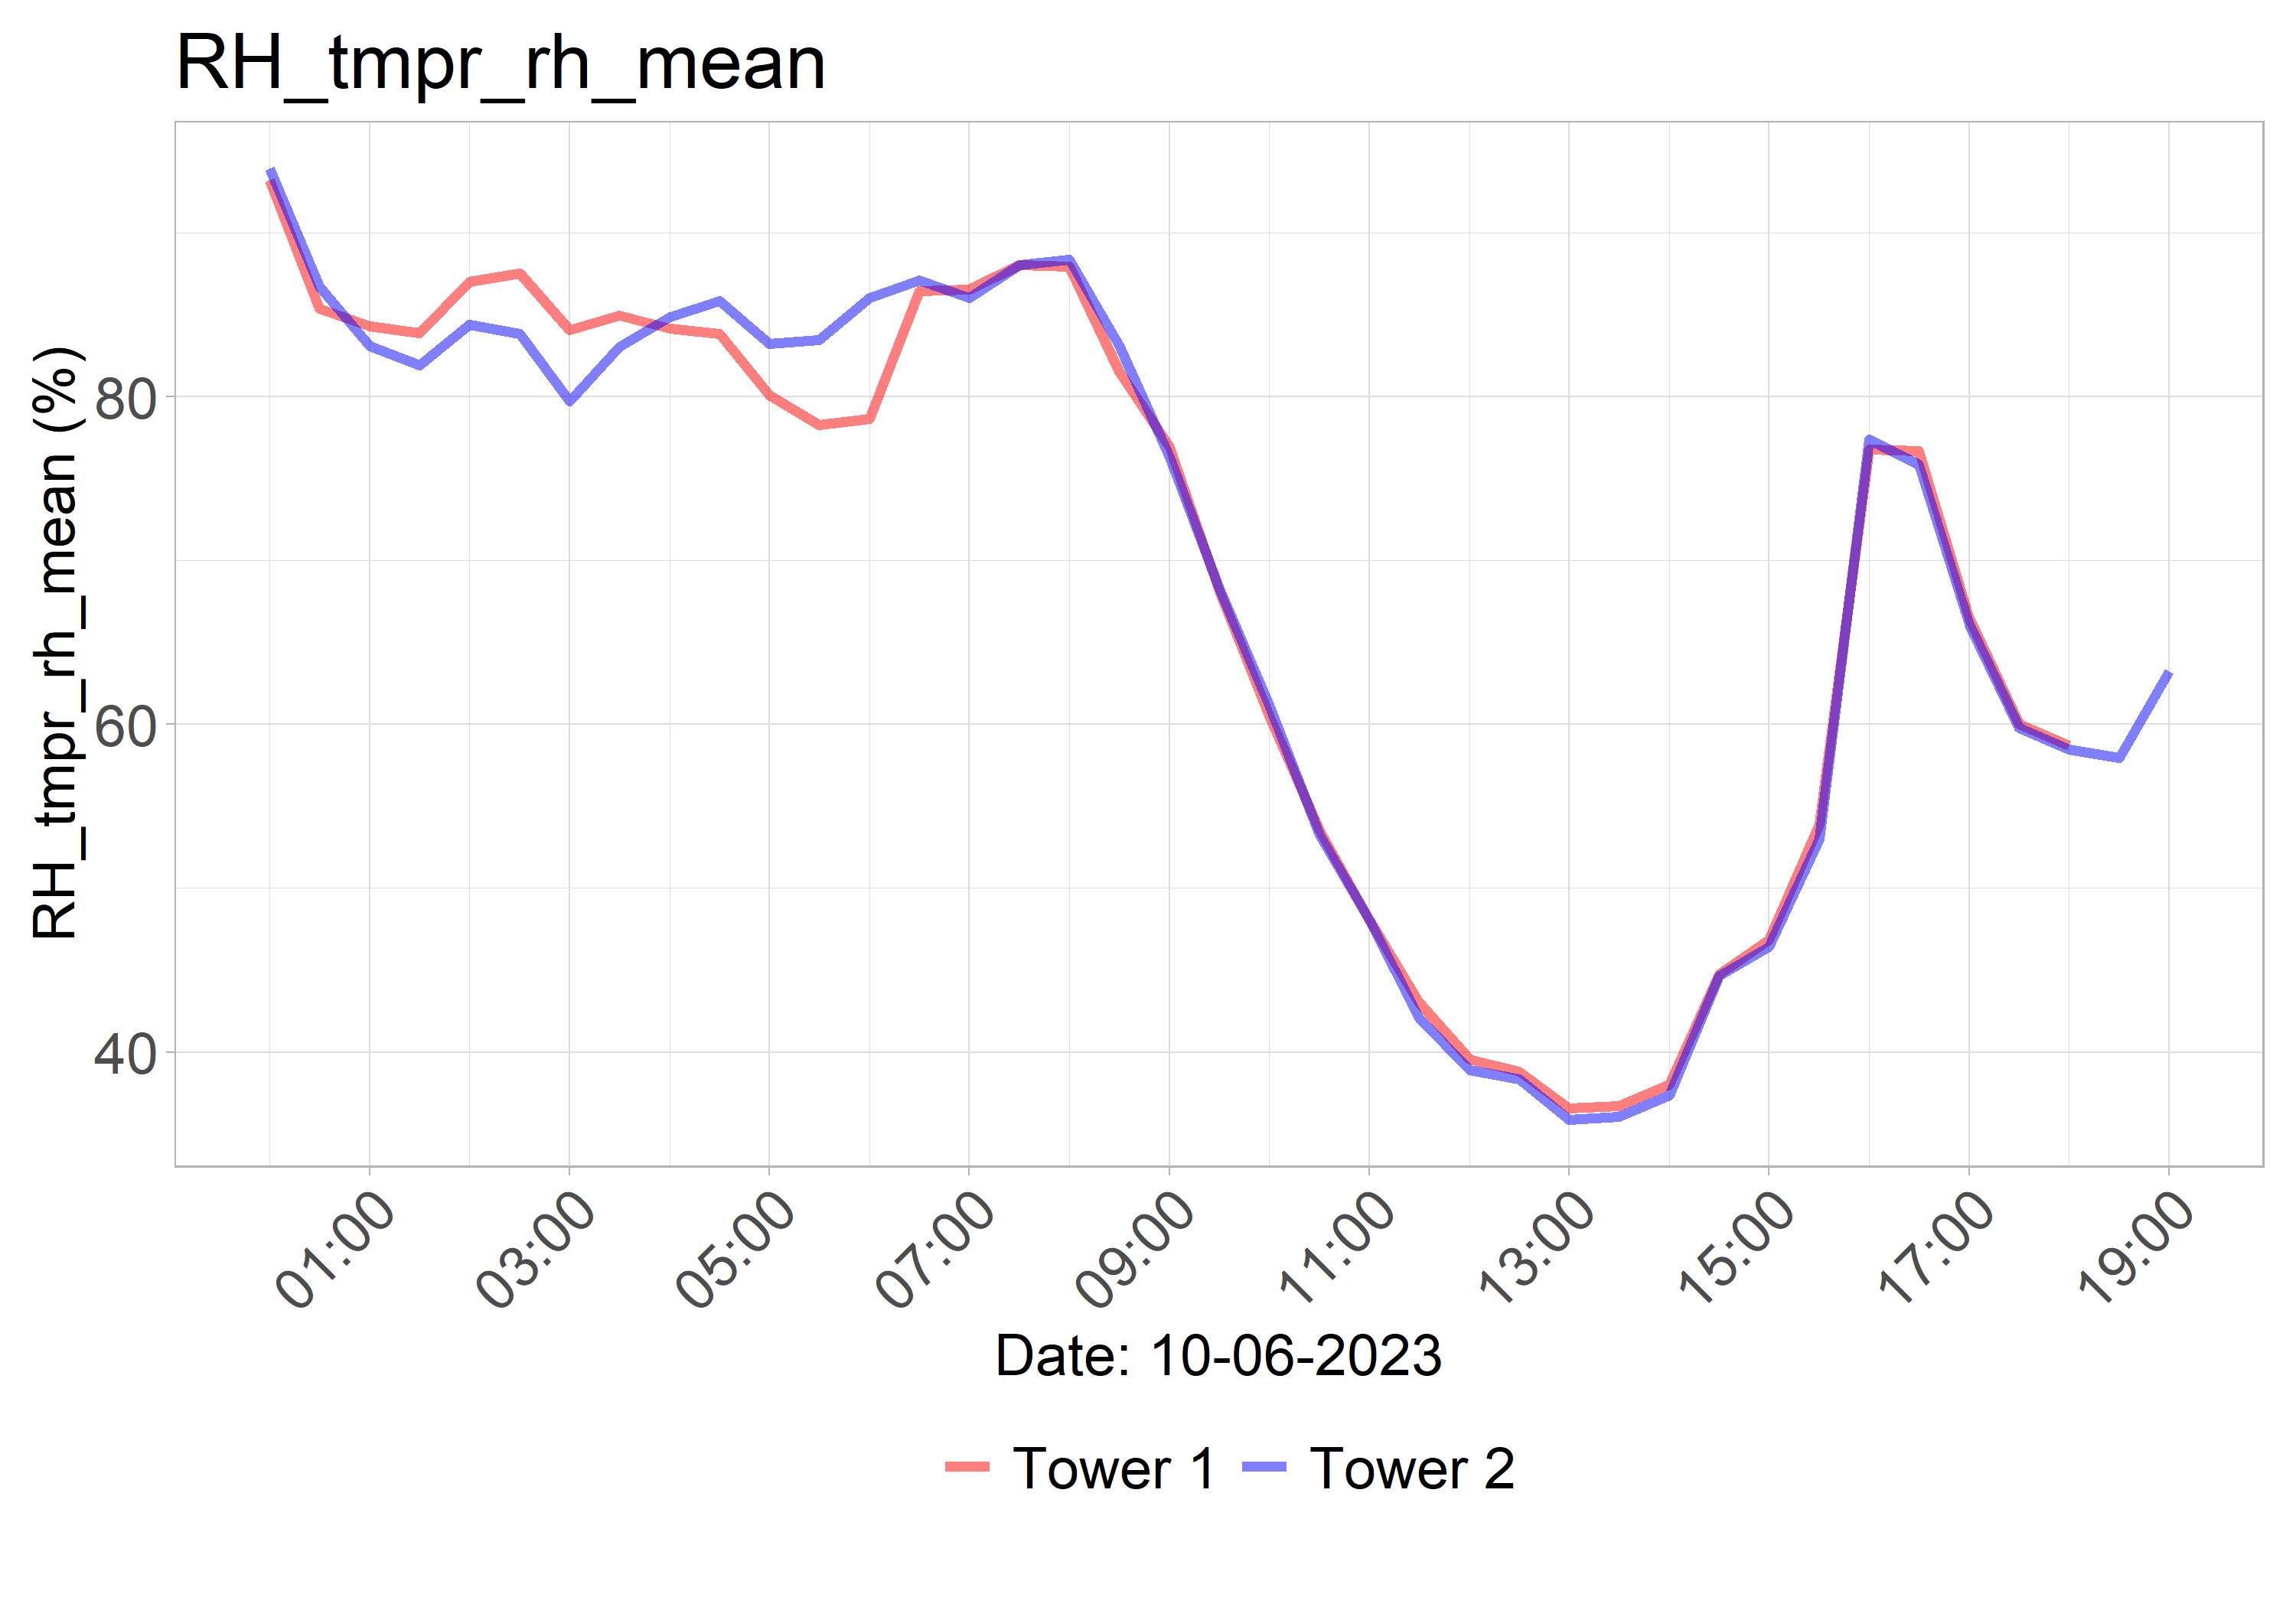 RH_tmpr_rh_mean
RH_tmpr_rh_mean (%)
80
60
40
01:00 03:00 05:00 07:00 09:00 11:00 13:00 15:00 17:00 19:00
Date: 10-06-2023
Tower 1 Tower 2